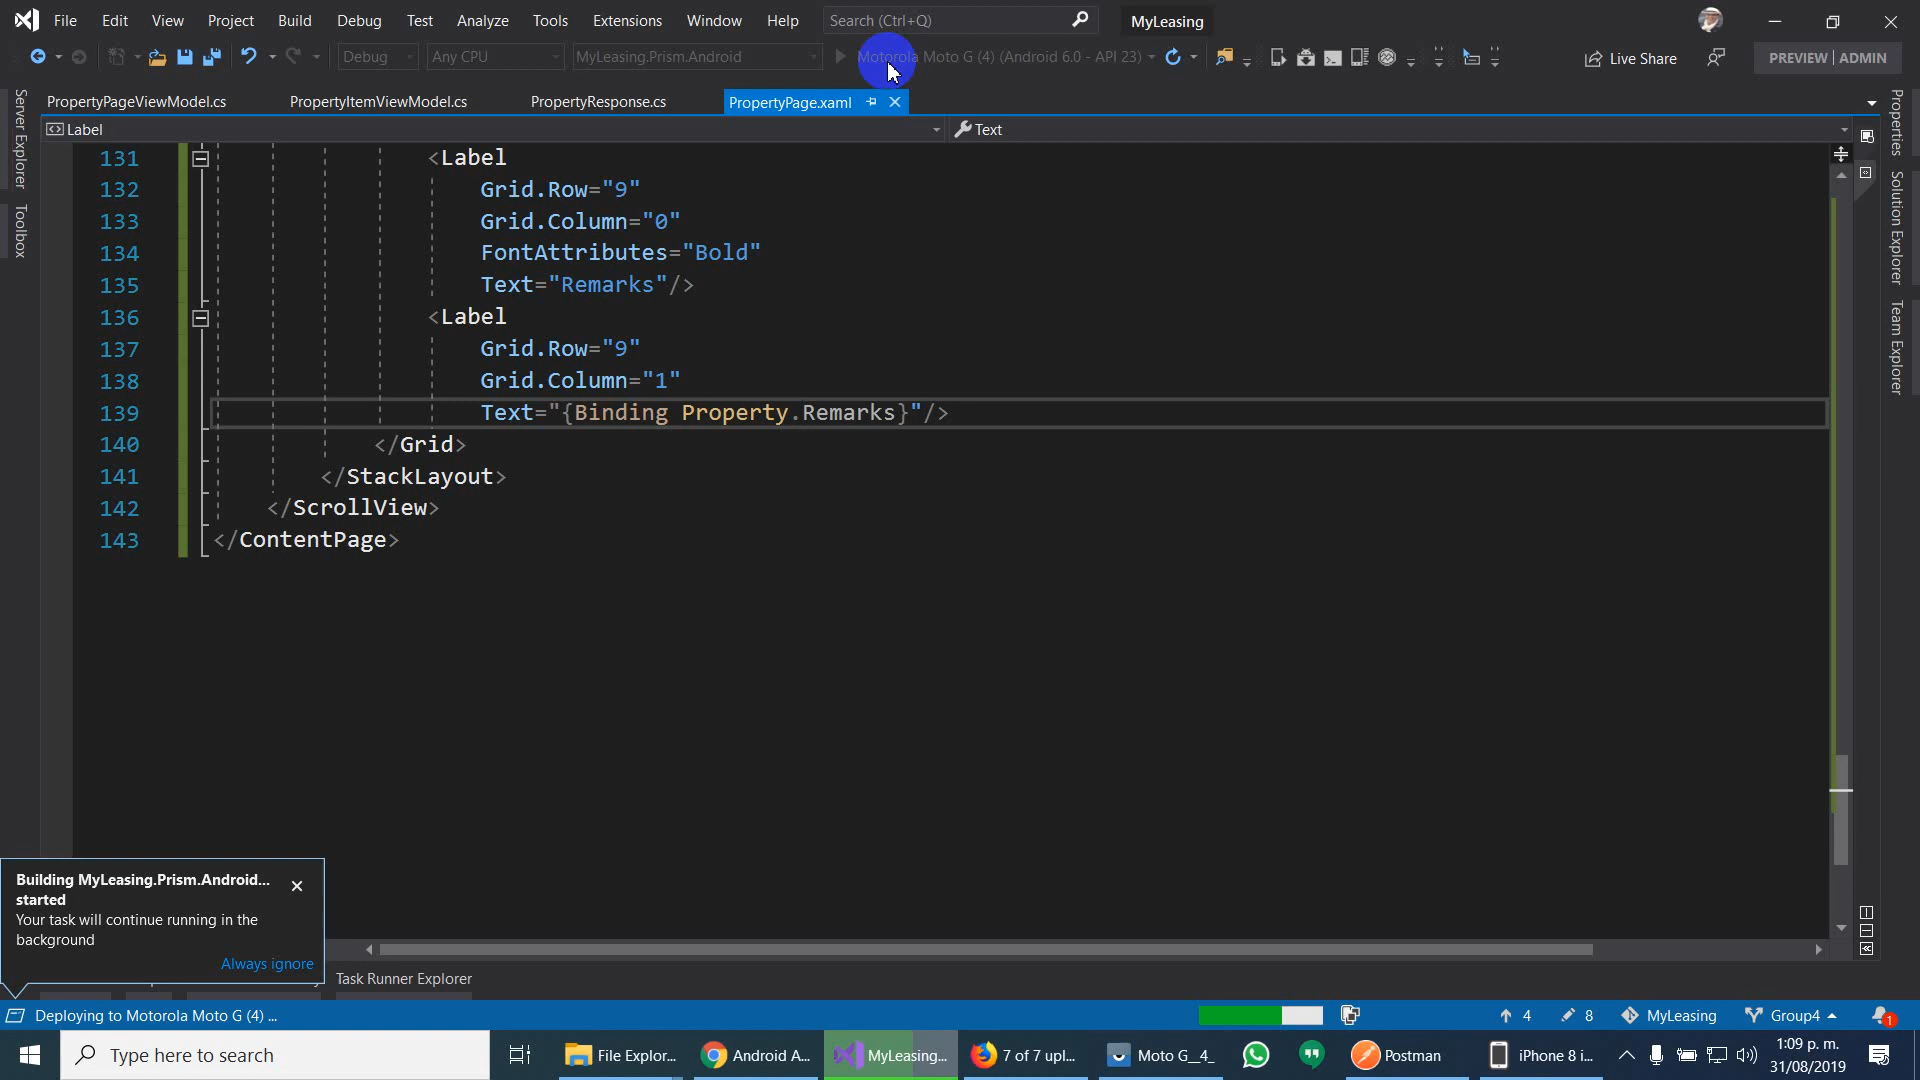 File Edit View Project Build Debug Test Analyze Tools Extensions Window Help Search (Ctrl+Q) MyLeasing
Debug Any CPU MyLeasing.Prism.Android Motorola Moto G (4) (Android 6.0 - API 23) Live Share PREVIEW | ADMIN
PropertyPageViewModel.cs PropertyItemViewModel.cs PropertyResponse.cs PropertyPage.xaml
Label Text
Server Explorer
Toolbox
131 <Label
132 Grid.Row="9"
133 Grid.Column="0"
134 FontAttributes="Bold"
135 Text="Remarks"/>
136 <Label
137 Grid.Row="9"
138 Grid.Column="1"
139 Text="{Binding Property.Remarks}"/>
140 </Grid>
141 </StackLayout>
142 </ScrollView>
143 </ContentPage>
Properties
Solution Explorer
Team Explorer
Building MyLeasing.Prism.Android...
started
Your task will continue running in the
background
Always ignore
Task Runner Explorer
Deploying to Motorola Moto G (4) ... 4 8 MyLeasing Group4 1
Type here to search File Explor... Android A... MyLeasing... 7 of 7 upl... Moto G__4_ Postman iPhone 8 i... 1:09 p. m.
31/08/2019